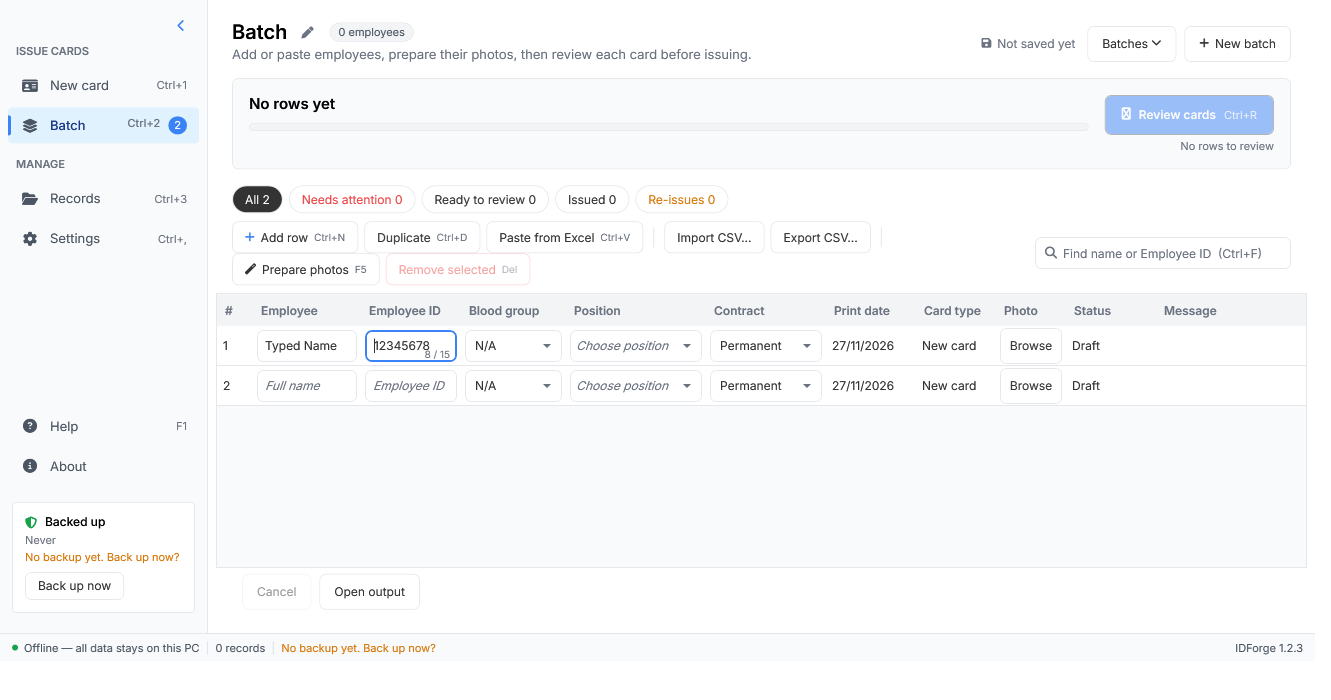 ISSUE CARDS
New card Ctrl+1
Batch Ctrl+2 2
MANAGE
Records Ctrl+3
Settings Ctrl+,
Help F1
About
Backed up
Never
No backup yet. Back up now?
Back up now
Batch 0 employees
Add or paste employees, prepare their photos, then review each card before issuing.
Not saved yet Batches + New batch
No rows yet
Review cards Ctrl+R
No rows to review
All 2 Needs attention 0 Ready to review 0 Issued 0 Re-issues 0
+ Add row Ctrl+N Duplicate Ctrl+D Paste from Excel Ctrl+V Import CSV... Export CSV...
Prepare photos F5 Remove selected Del
Find name or Employee ID (Ctrl+F)
# Employee Employee ID Blood group Position Contract Print date Card type Photo Status Message
1 Typed Name 12345678 8 / 15 N/A Choose position Permanent 27/11/2026 New card Browse Draft
2 Full name Employee ID N/A Choose position Permanent 27/11/2026 New card Browse Draft
Cancel Open output
Offline — all data stays on this PC 0 records No backup yet. Back up now? IDForge 1.2.3